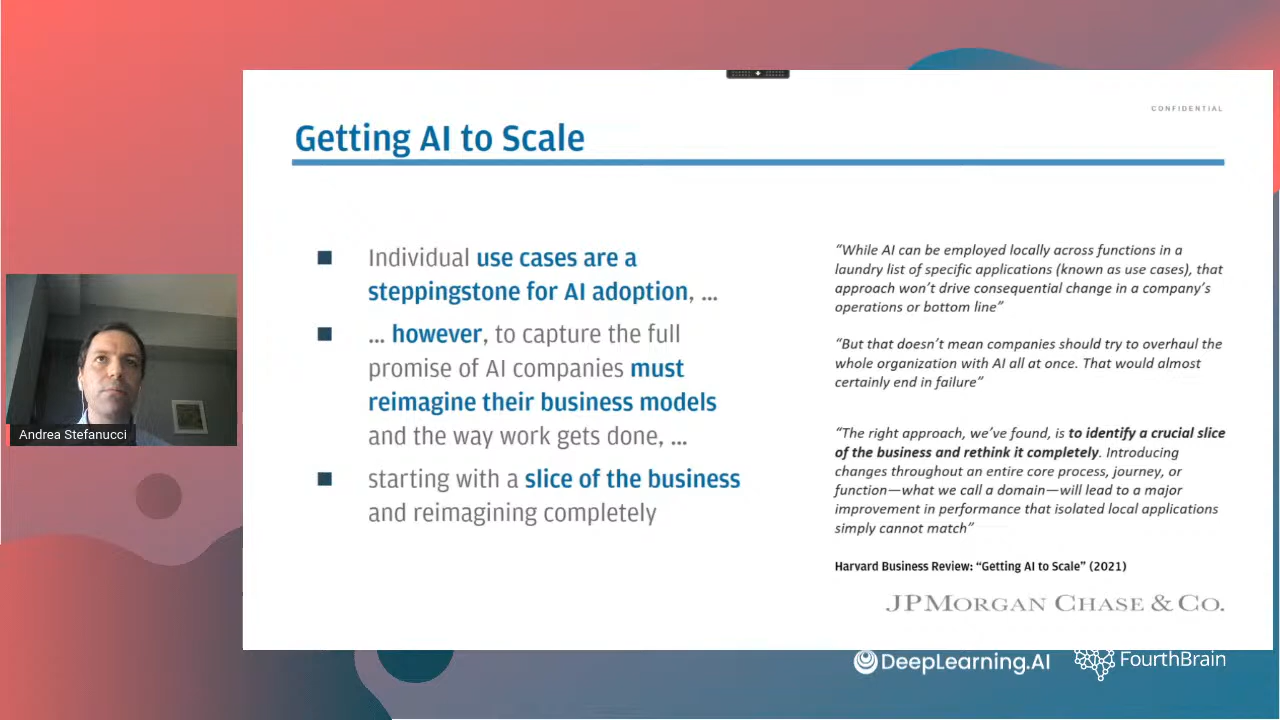 CONFIDENTIAL
Getting AI to Scale
Individual use cases are a
steppingstone for AI adoption, ...
... however, to capture the full
promise of AI companies must
reimagine their business models
and the way work gets done, ...
starting with a slice of the business
and reimagining completely
“While AI can be employed locally across functions in a
laundry list of specific applications (known as use cases), that
approach won’t drive consequential change in a company’s
operations or bottom line”
“But that doesn’t mean companies should try to overhaul the
whole organization with AI all at once. That would almost
certainly end in failure”
“The right approach, we’ve found, is to identify a crucial slice
of the business and rethink it completely. Introducing
changes throughout an entire core process, journey, or
function—what we call a domain—will lead to a major
improvement in performance that isolated local applications
simply cannot match”
Harvard Business Review: “Getting AI to Scale” (2021)
JPMORGAN CHASE & CO.
Andrea Stefanucci
DeepLearning.AI
FourthBrain